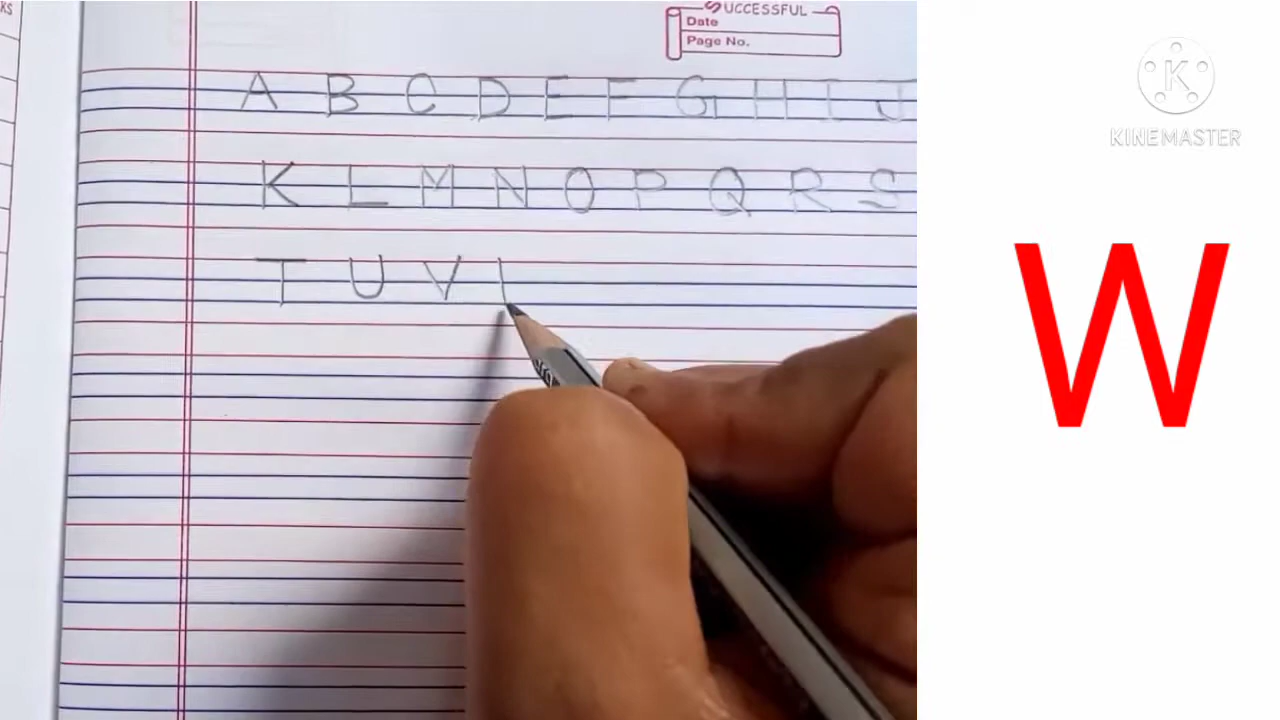 SUCCESSFUL
Date
Page No.
A B C D E F G H I J
K L M N O P Q R S
T U V
W
K
KINEMASTER